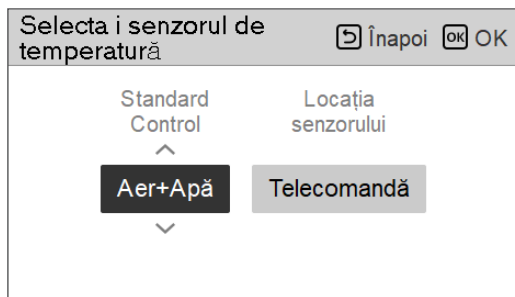 Selecta i senzorul de
temperatură
Înapoi
OK OK
Standard
Control
Locația
senzorului
Aer+Apă
Telecomandă